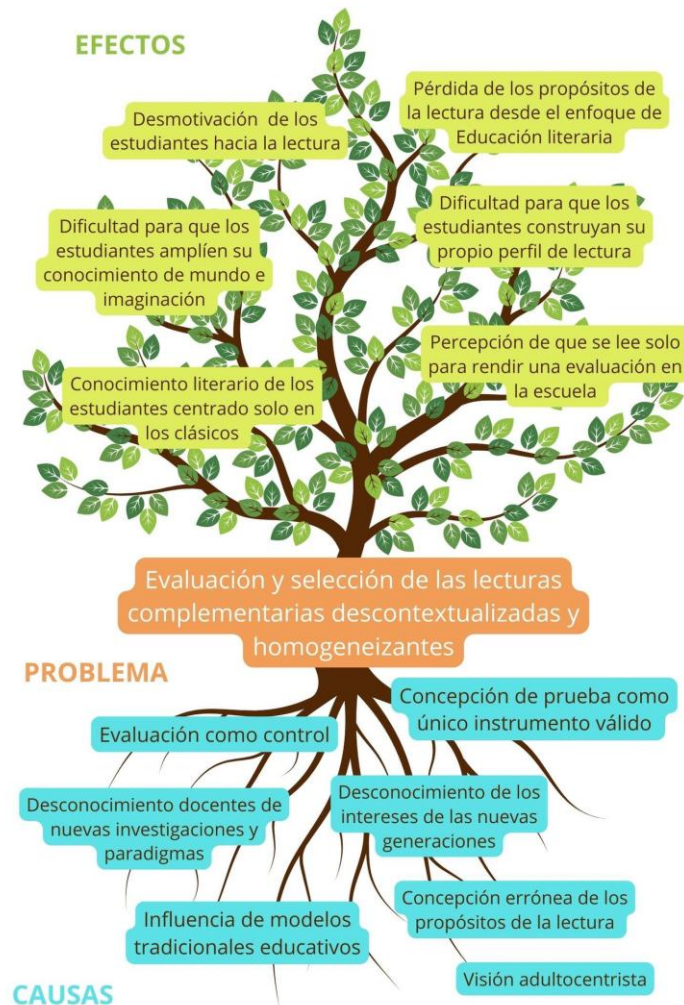 EFECTOS
Desmotivación de los
estudiantes hacia la lectura
Pérdida de los propósitos de
la lectura desde el enfoque de
Educación literaria
Dificultad para que los
estudiantes amplíen su
conocimiento de mundo e
imaginación
Dificultad para que los
estudiantes construyan su
propio perfil de lectura
Conocimiento literario de los
estudiantes centrado solo en
los clásicos
Percepción de que se lee solo
para rendir una evaluación en
la escuela
Evaluación y selección de las lecturas
complementarias descontextualizadas y
homogeneizantes
PROBLEMA
Evaluación como control
Concepción de prueba como
único instrumento válido
Desconocimiento docentes de
nuevas investigaciones y
paradigmas
Desconocimiento de los
intereses de las nuevas
generaciones
Influencia de modelos
tradicionales educativos
Concepción errónea de los
propósitos de la lectura
Visión adultocentrista
CAUSAS